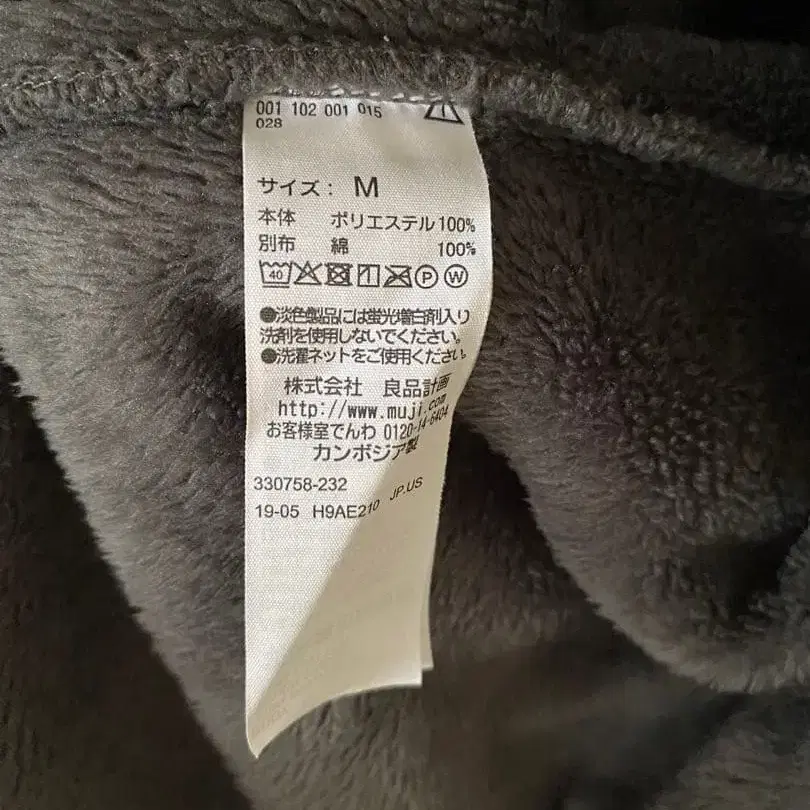 001 102 001 015
028
サイズ： M
本体 ポリエステル 100%
別布 綿 100%
40 P W
●淡色製品には蛍光増白剤入り
洗剤を使用しないでください。
●洗濯ネットをご使用ください。
株式会社 良品計画
http://www.muji.com
お客様室でんわ 0120-14-6404
カンボジア製
330758-232
19-05 H9AE210 JP.US